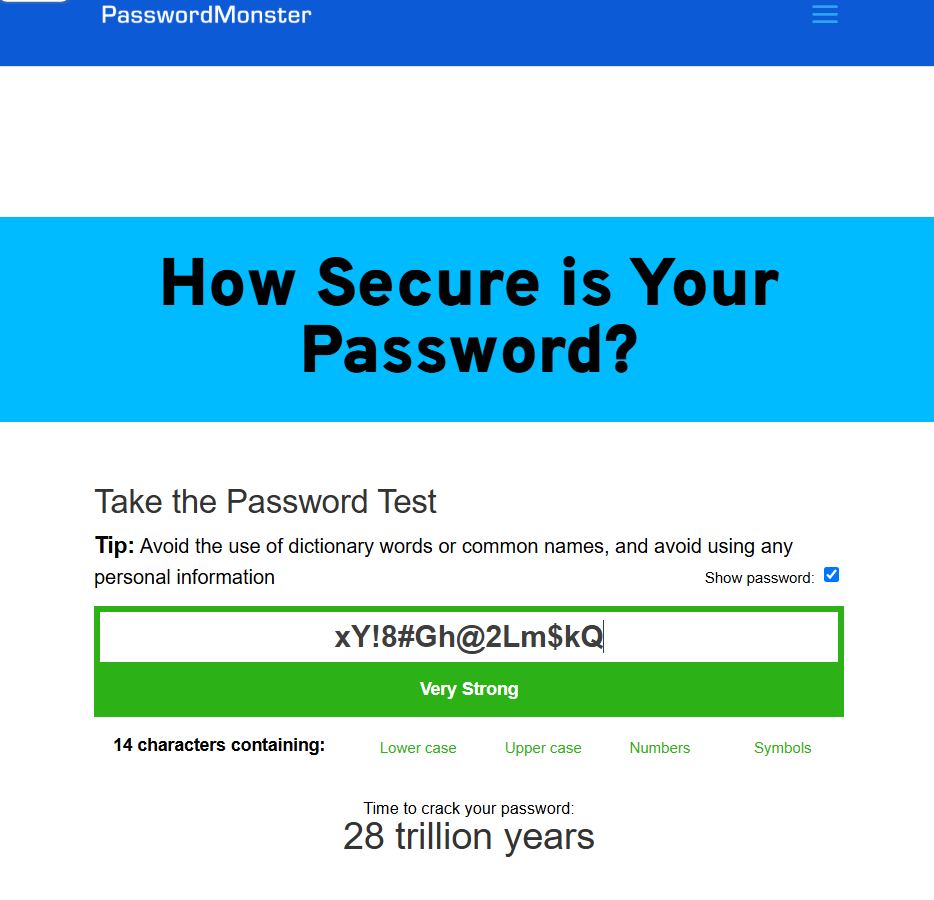 PasswordMonster
How Secure is Your
Password?
Take the Password Test
Tip: Avoid the use of dictionary words or common names, and avoid using any
personal information
Show password:
xY!8#Gh@2Lm$kQ
Very Strong
14 characters containing:
Lower case
Upper case
Numbers
Symbols
Time to crack your password:
28 trillion years